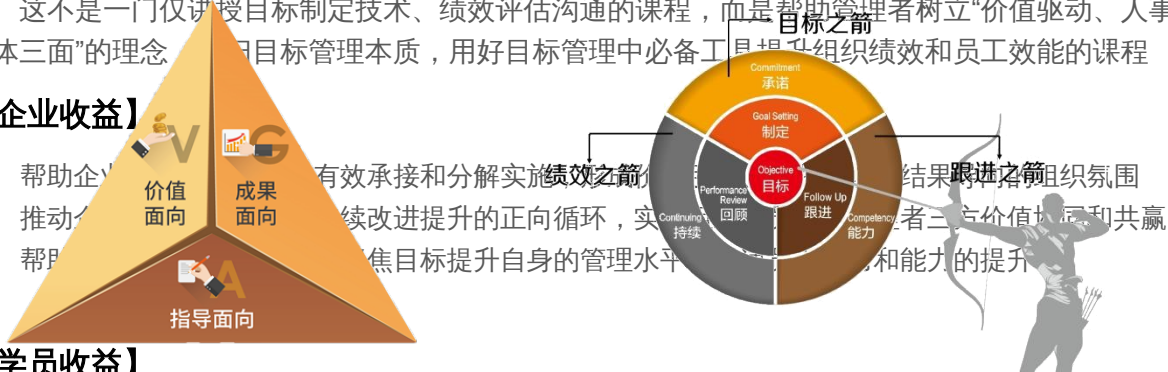 这不是一门仅讲授目标制定技术、绩效评估沟通的课程，而是帮助管理者树立“价值驱动、人事
体三面”的理念 归目标管理本质，用好目标管理中必备工具提升组织绩效和员工效能的课程
企业收益】
帮助企 有效承接和分解实施 结果 组织氛围
推动 续改进提升的正向循环，实 者三方价值协同和共赢
帮助 焦目标提升自身的管理水平 和能力的提升
学员收益】
V
价值
面向
G
成果
面向
A
指导面向
目标之箭
绩效之箭
跟进之箭
Commitment
承诺
Goal Setting
制定
Objective
目标
Performance
Review
回顾
Follow Up
跟进
Continuing
持续
Competency
能力